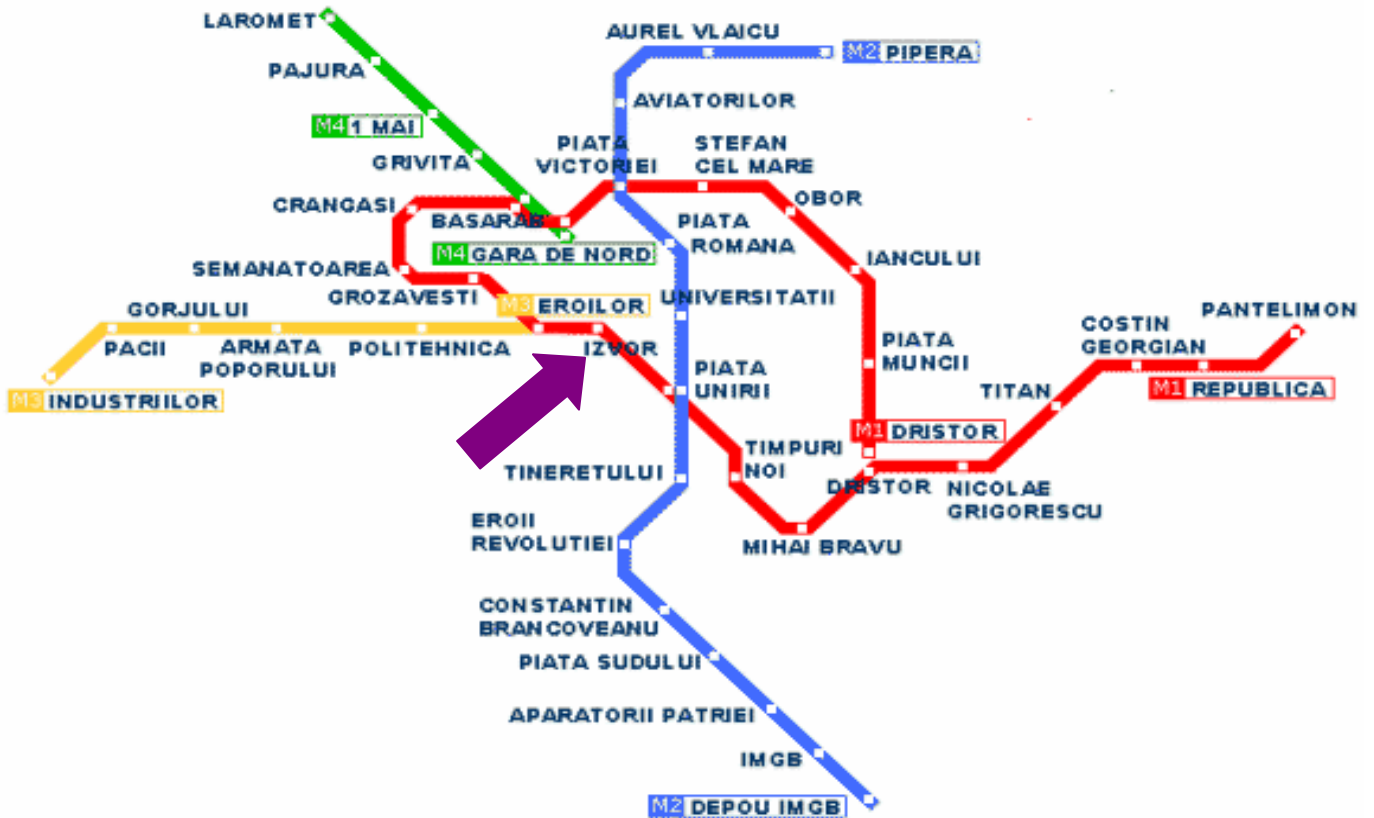 LAROMET
AUREL VLAICU
M2 PIPERA
PAJURA
AVIATORILOR
M4 1 MAI
PIATA
VICTORIEI
STEFAN
CEL MARE
GRIVITA
CRANGASI
OBOR
BASARAB
PIATA
ROMANA
M4 GARA DE NORD
IANCULUI
SEMANATOAREA
GROZAVESTI
M3 EROILOR
UNIVERSITATII
GORJULUI
PACII
ARMATA
POPORULUI
POLITEHNICA
IZVOR
PIATA
MUNCII
COSTIN
GEORGIAN
PANTELIMON
M3 INDUSTRIILOR
PIATA
UNIRII
TITAN
M1 REPUBLICA
M1 DRISTOR
TIMPURI
NOI
TINERETULUI
DRISTOR
NICOLAE
GRIGORESCU
EROII
REVOLUTIEI
MIHAI BRAVU
CONSTANTIN
BRANCOVEANU
PIATA SUDULUI
APARATORII PATRIEI
IMGB
M2 DEPOU IMGB